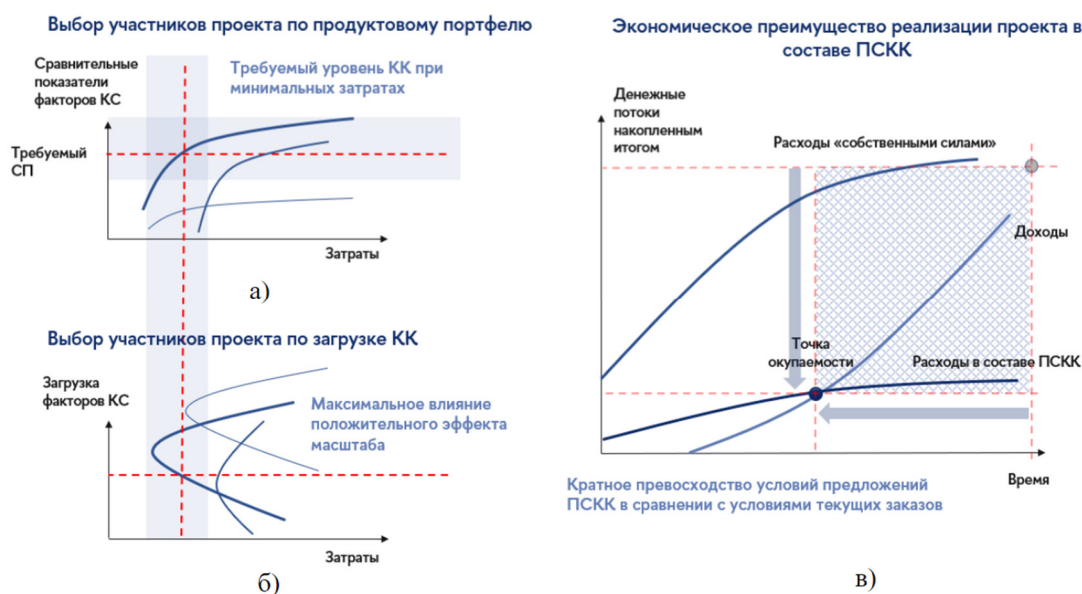 Выбор участников проекта по продуктовому портфелю
Сравнительные
показатели
факторов КС
Требуемый уровень КК при
минимальных затратах
Требуемый
СП
Затраты
а)
Выбор участников проекта по загрузке КК
Загрузка
факторов КС
Максимальное влияние
положительного эффекта
масштаба
Затраты
б)
Экономическое преимущество реализации проекта в
составе ПСКК
Денежные
потоки
накопленным
итогом
Расходы «собственными силами»
Доходы
Точка
окупаемости
Расходы в составе ПСКК
Время
Кратное превосходство условий предложений
ПСКК в сравнении с условиями текущих заказов
в)